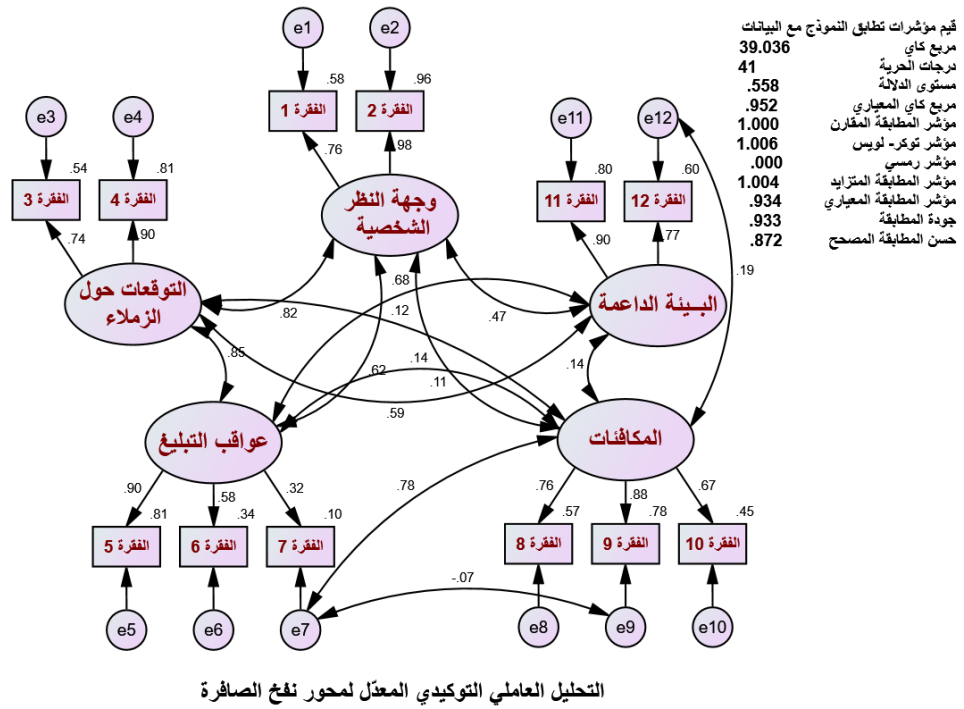 قيم مؤشرات تطابق النموذج مع البيانات
مربع كاي 39.036
درجات الحرية 41
مستوى الدلالة .558
مربع كاي المعياري .952
مؤشر المطابقة المقارن 1.000
مؤشر توكر- لويس 1.006
مؤشر رمسي .000
مؤشر المطابقة المتزايد 1.004
مؤشر المطابقة المعياري .934
جودة المطابقة .933
حسن المطابقة المصحح .872
e1
e2
.58
.96
الفقرة 1
الفقرة 2
.76
.98
وجهة النظر
الشخصية
e3
e4
.54
.81
الفقرة 3
الفقرة 4
.74
.90
التوقعات حول
الزملاء
e11
e12
.80
.60
الفقرة 11
الفقرة 12
.90
.77
البيئة الداعمة
.19
.68
.82
.12
.47
.85
.62
.14
.11
.14
.59
عواقب التبليغ
المكافئات
.78
.90
.58
.32
.81
.34
.10
الفقرة 5
الفقرة 6
الفقرة 7
e5
e6
e7
.76
.88
.67
.57
.78
.45
الفقرة 8
الفقرة 9
الفقرة 10
-.07
e8
e9
e10
التحليل العاملي التوكيدي المعدّل لمحور نفخ الصافرة